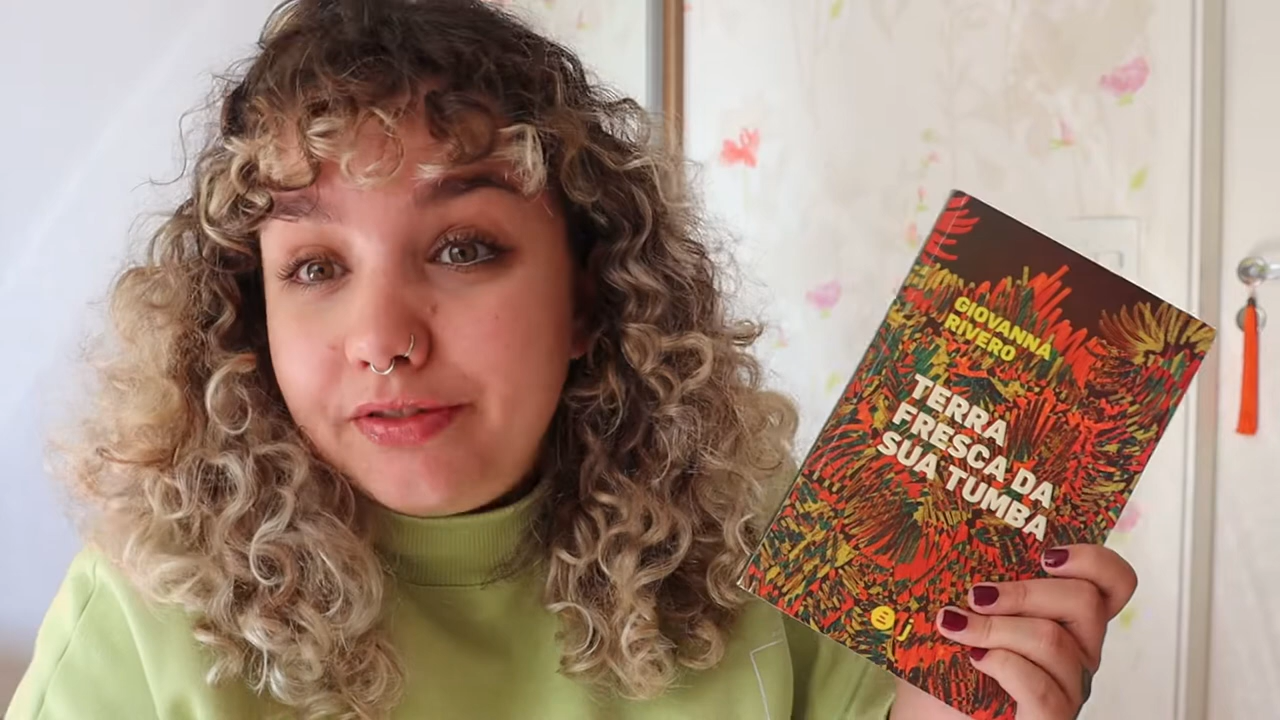 GIOVANNA
RIVERO
TERRA
FRESCA DA
SUA TUMBA